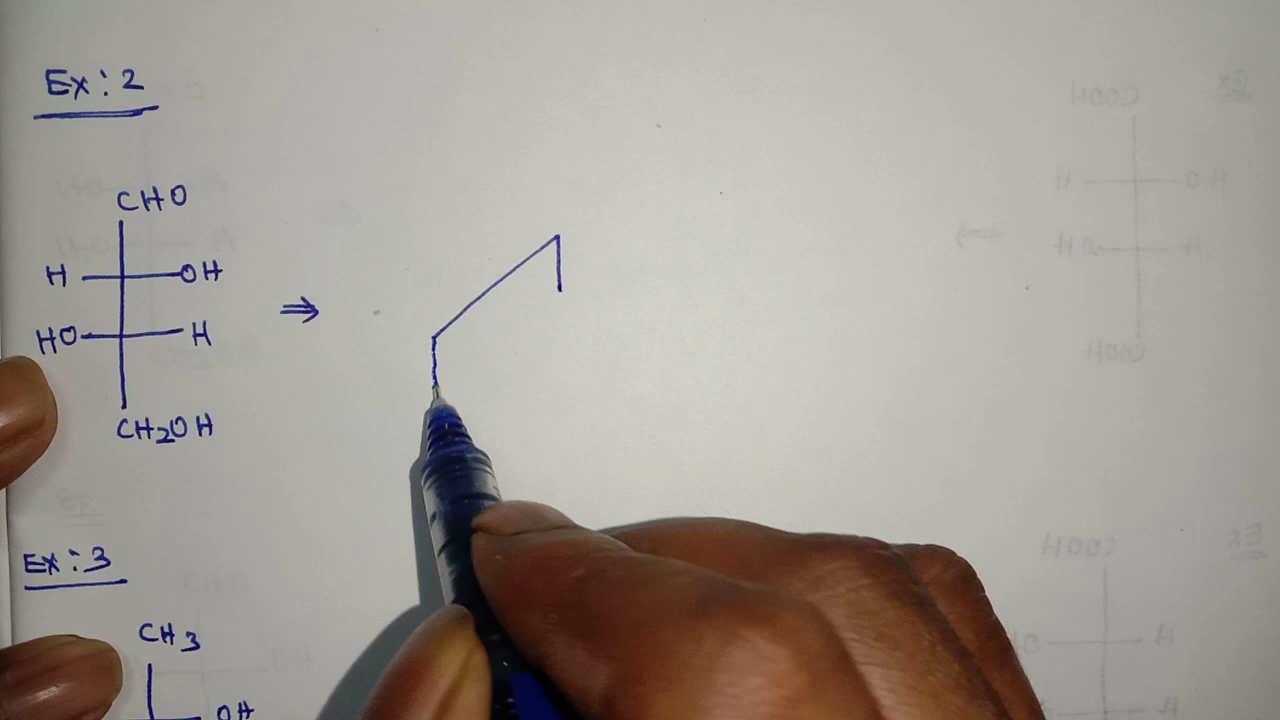 Ex: 2
CHO
H OH
HO H
⇒
CH2OH
Ex: 3
CH3
OH